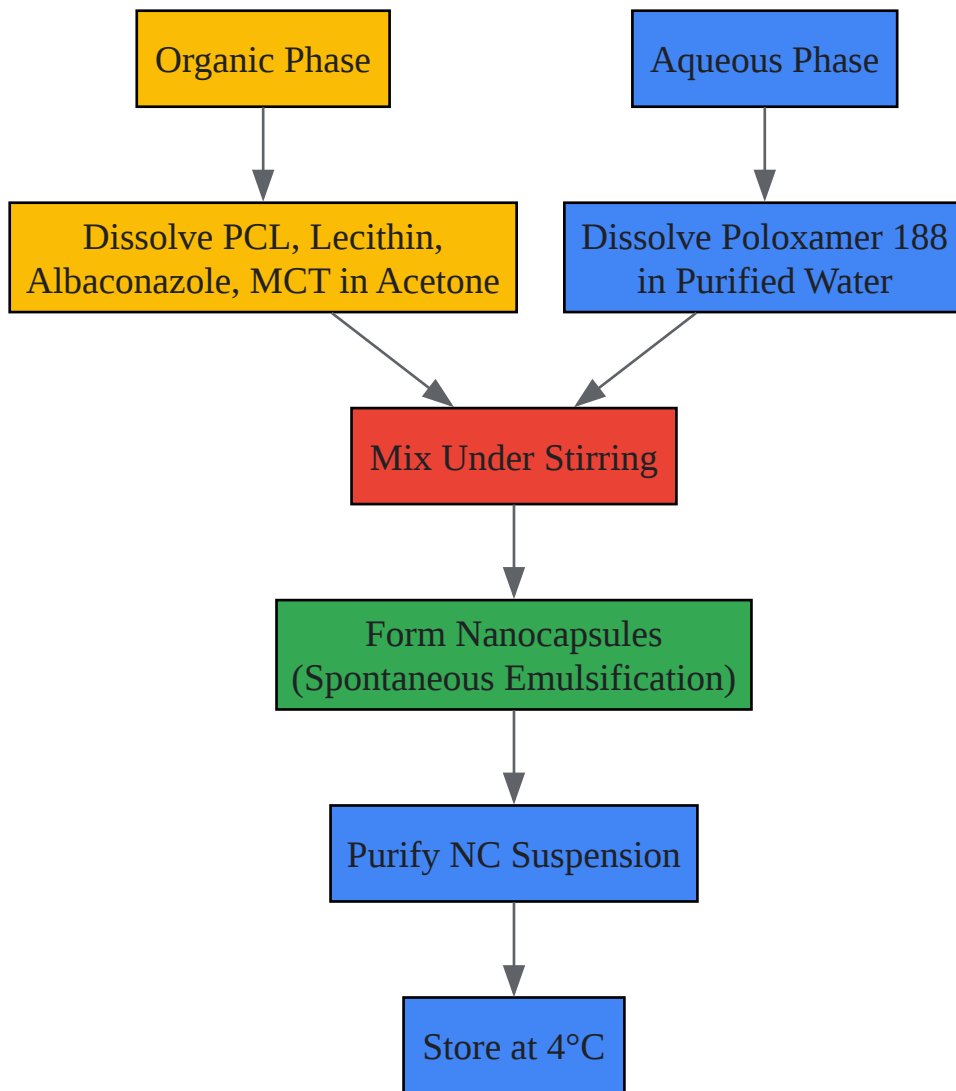 Organic Phase
Aqueous Phase
Dissolve PCL, Lecithin,
Albaconazole, MCT in Acetone
Dissolve Poloxamer 188
in Purified Water
Mix Under Stirring
Form Nanocapsules
(Spontaneous Emulsification)
Purify NC Suspension
Store at 4°C